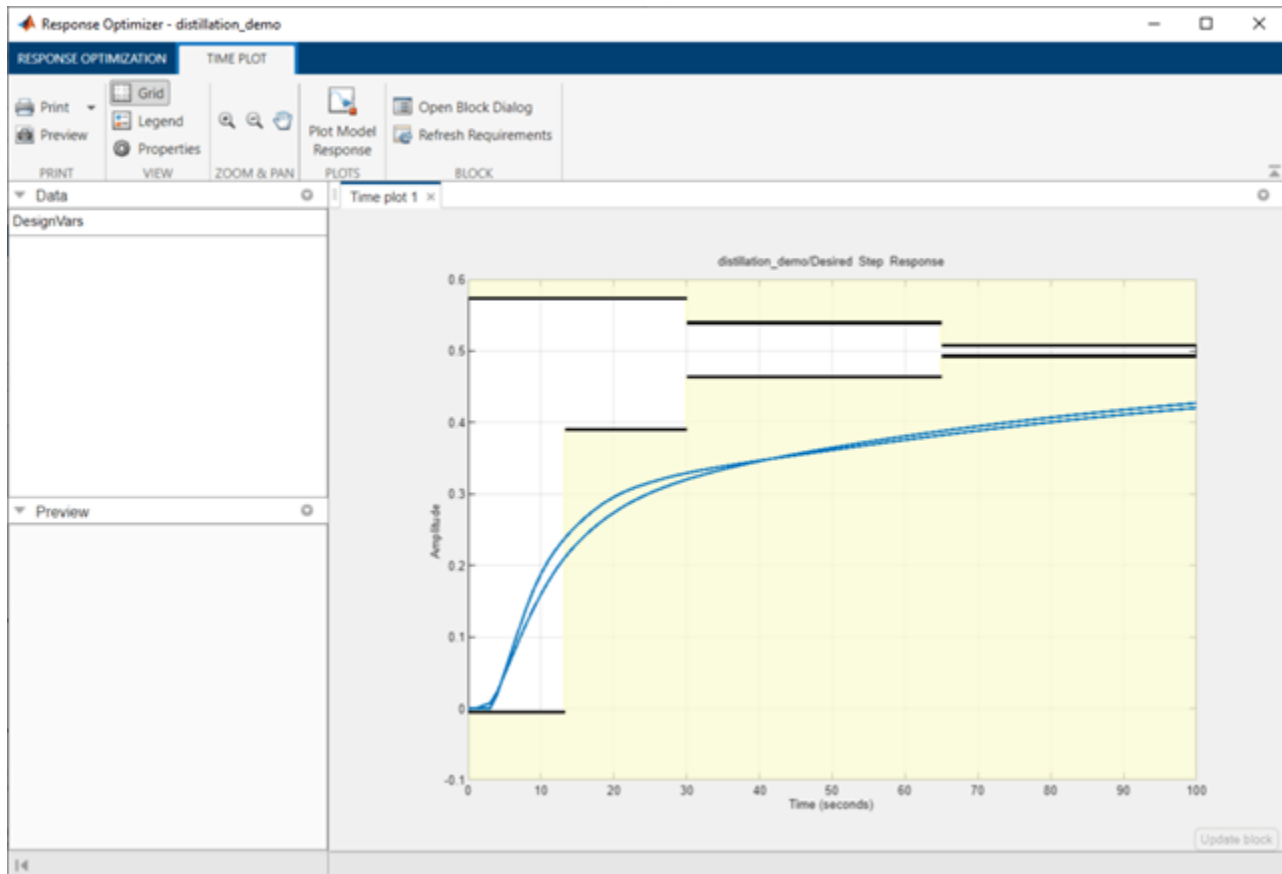 Response Optimizer - distillation_demo
RESPONSE OPTIMIZATION
TIME PLOT
Print
Preview
PRINT
Grid
Legend
Properties
VIEW
ZOOM & PAN
Plot Model
Response
PLOTS
Open Block Dialog
Refresh Requirements
BLOCK
Data
DesignVars
Preview
Time plot 1
distillation_demo/Desired Step Response
0.6
0.5
0.4
0.3
0.2
0.1
0
-0.1
Amplitude
0 10 20 30 40 50 60 70 80 90 100
Time (seconds)
Update block